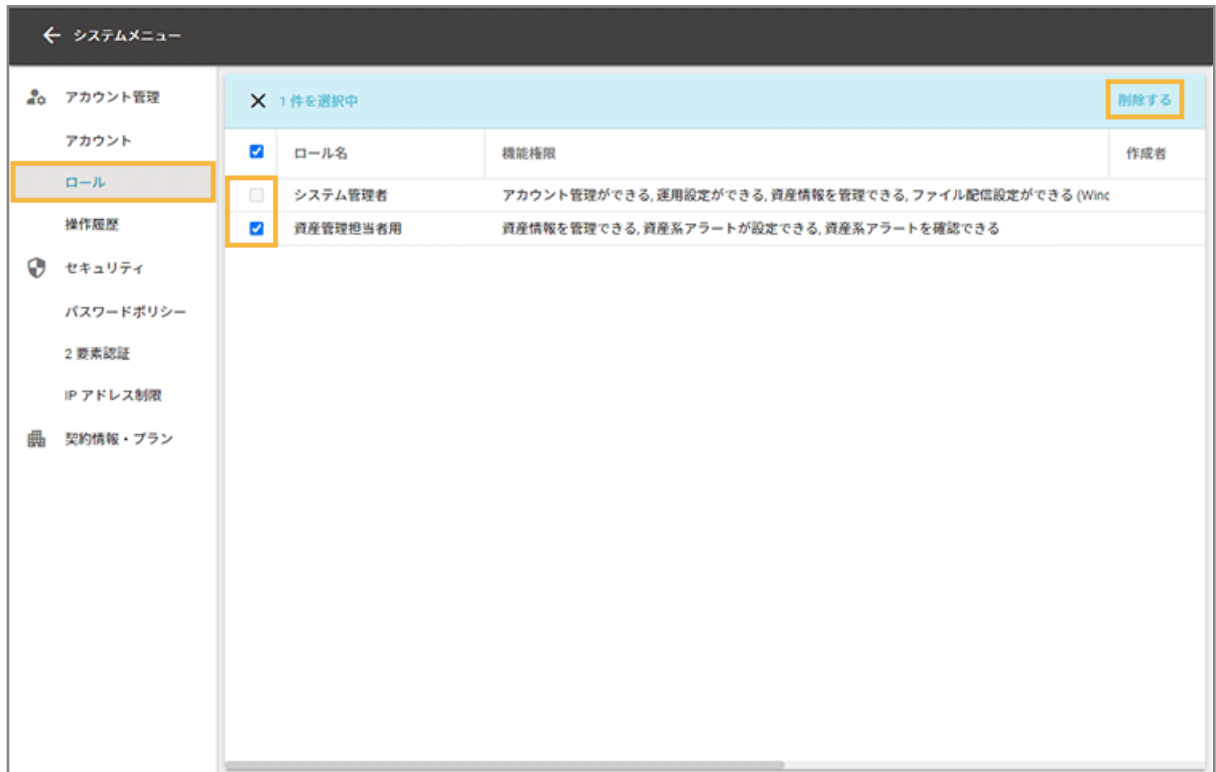 システムメニュー
アカウント管理
アカウント
ロール
操作履歴
セキュリティ
パスワードポリシー
2 要素認証
IP アドレス制限
契約情報・プラン
1 件を選択中
削除する
ロール名 機能権限 作成者
システム管理者 アカウント管理ができる, 運用設定ができる, 資産情報を管理できる, ファイル配信設定ができる (Winc
資産管理担当者用 資産情報を管理できる, 資産系アラートが設定できる, 資産系アラートを確認できる